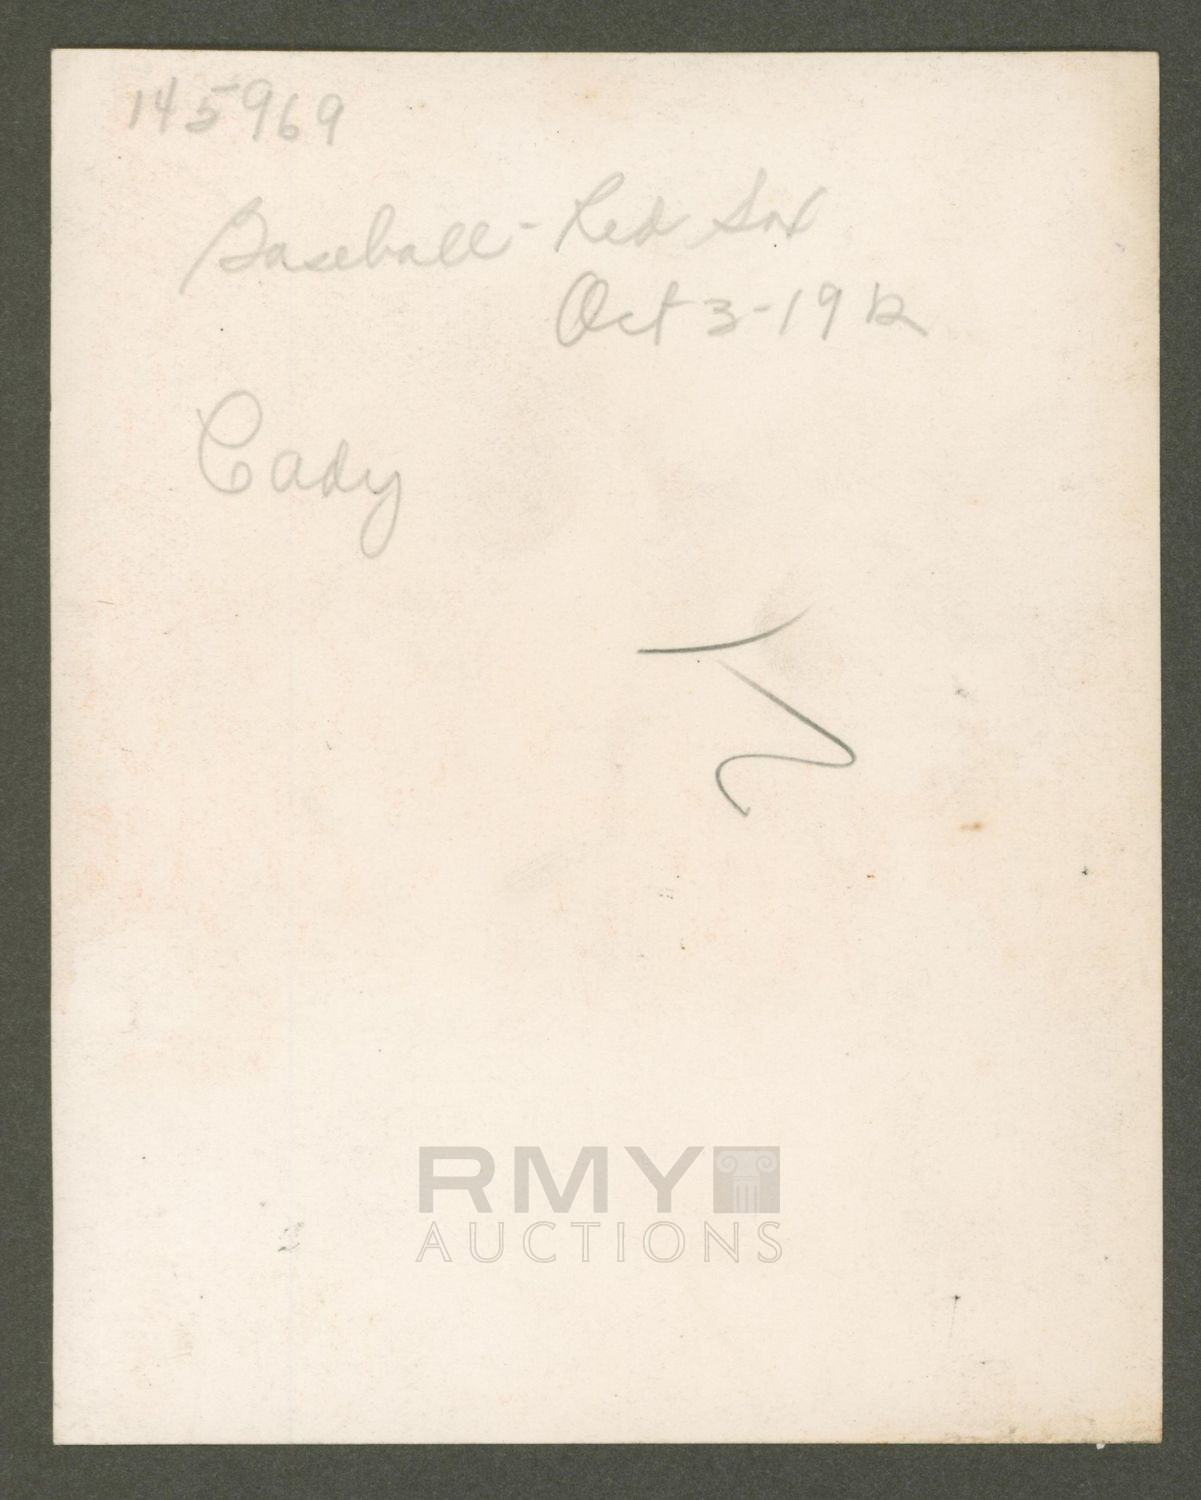 145969
Baseball - Red Sox
Oct 3 - 1912
Cady
RMY
AUCTIONS